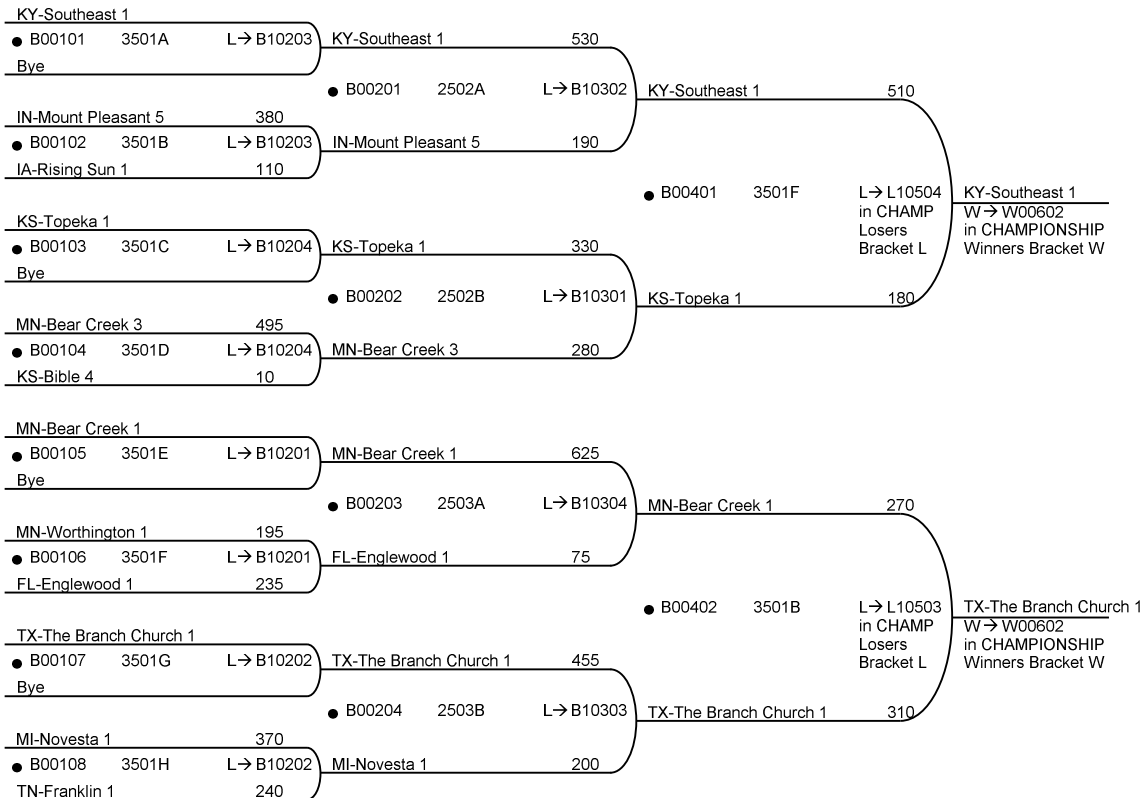 KY-Southeast 1
● B00101 3501A L→ B10203
Bye
IN-Mount Pleasant 5 380
● B00102 3501B L→ B10203
IA-Rising Sun 1 110
KS-Topeka 1
● B00103 3501C L→ B10204
Bye
MN-Bear Creek 3 495
● B00104 3501D L→ B10204
KS-Bible 4 10
MN-Bear Creek 1
● B00105 3501E L→ B10201
Bye
MN-Worthington 1 195
● B00106 3501F L→ B10201
FL-Englewood 1 235
TX-The Branch Church 1
● B00107 3501G L→ B10202
Bye
MI-Novesta 1 370
● B00108 3501H L→ B10202
TN-Franklin 1 240
KY-Southeast 1 530
● B00201 2502A L→ B10302
IN-Mount Pleasant 5 190
KS-Topeka 1 330
● B00202 2502B L→ B10301
MN-Bear Creek 3 280
MN-Bear Creek 1 625
● B00203 2503A L→ B10304
FL-Englewood 1 75
TX-The Branch Church 1 455
● B00204 2503B L→ B10303
MI-Novesta 1 200
KY-Southeast 1 510
● B00401 3501F L→ L10504
in CHAMP
Losers
Bracket L
KS-Topeka 1 180
MN-Bear Creek 1 270
● B00402 3501B L→ L10503
in CHAMP
Losers
Bracket L
TX-The Branch Church 1 310
KY-Southeast 1
W → W00602
in CHAMPIONSHIP
Winners Bracket W
TX-The Branch Church 1
W → W00602
in CHAMPIONSHIP
Winners Bracket W